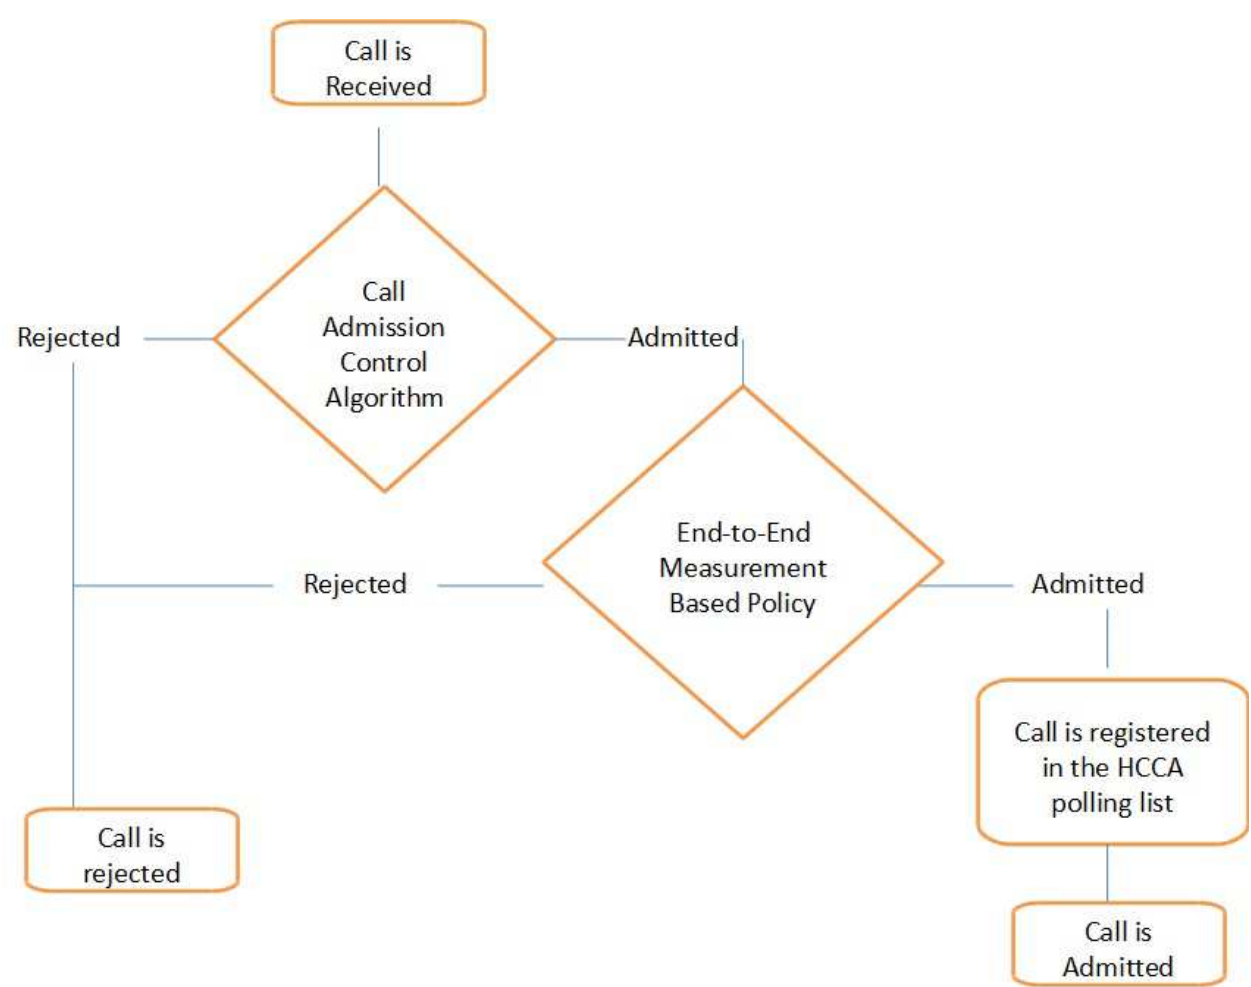 Call is
Received
Call
Admission
Control
Algorithm
Rejected
Admitted
End-to-End
Measurement
Based Policy
Rejected
Admitted
Call is registered
in the HCCA
polling list
Call is
rejected
Call is
Admitted